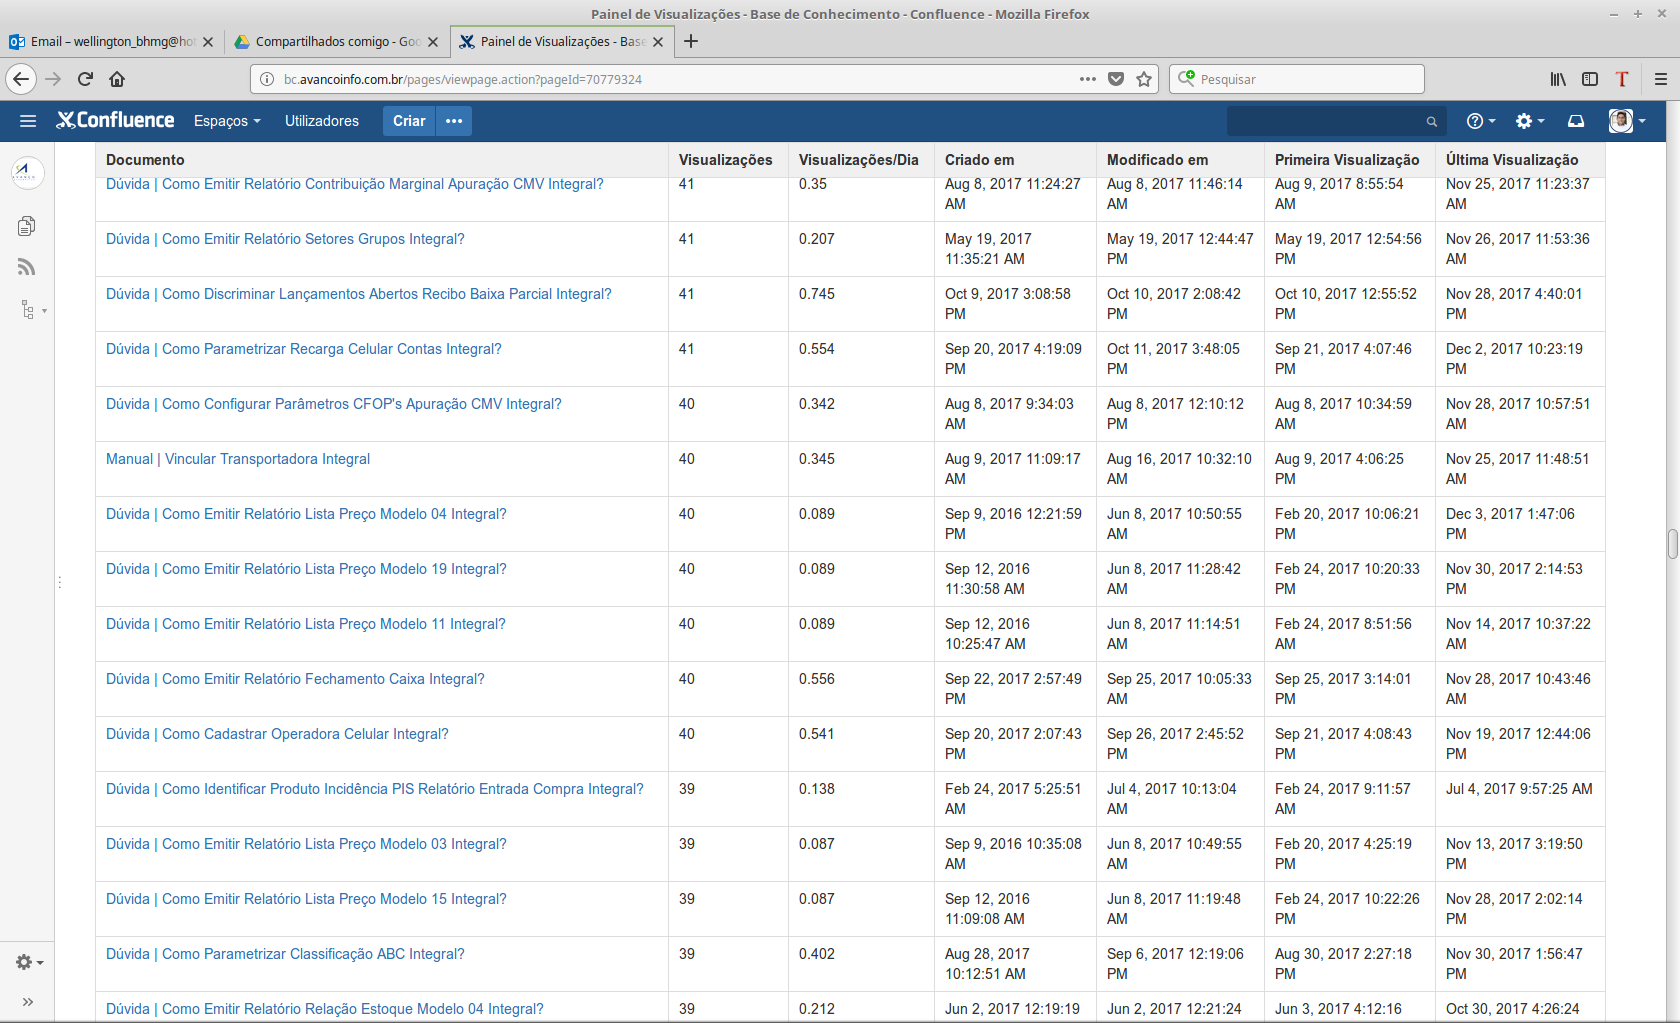 Painel de Visualizações - Base de Conhecimento - Confluence - Mozilla Firefox
Email – wellington_bhmg@ho
Compartilhados comigo - Goo
Painel de Visualizações - Base
bc.avancoinfo.com.br/pages/viewpage.action?pageId=70779324
Pesquisar
Confluence Espaços Utilizadores Criar
Documento Visualizações Visualizações/Dia Criado em Modificado em Primeira Visualização Última Visualização
Dúvida | Como Emitir Relatório Contribuição Marginal Apuração CMV Integral? 41 0.35 Aug 8, 2017 11:24:27 AM Aug 8, 2017 11:46:14 AM Aug 9, 2017 8:55:54 AM Nov 25, 2017 11:23:37 AM
Dúvida | Como Emitir Relatório Setores Grupos Integral? 41 0.207 May 19, 2017 11:35:21 AM May 19, 2017 12:44:47 PM May 19, 2017 12:54:56 PM Nov 26, 2017 11:53:36 AM
Dúvida | Como Discriminar Lançamentos Abertos Recibo Baixa Parcial Integral? 41 0.745 Oct 9, 2017 3:08:58 PM Oct 10, 2017 2:08:42 PM Oct 10, 2017 12:55:52 PM Nov 28, 2017 4:40:01 PM
Dúvida | Como Parametrizar Recarga Celular Contas Integral? 41 0.554 Sep 20, 2017 4:19:09 PM Oct 11, 2017 3:48:05 PM Sep 21, 2017 4:07:46 PM Dec 2, 2017 10:23:19 PM
Dúvida | Como Configurar Parâmetros CFOP's Apuração CMV Integral? 40 0.342 Aug 8, 2017 9:34:03 AM Aug 8, 2017 12:10:12 PM Aug 8, 2017 10:34:59 AM Nov 28, 2017 10:57:51 AM
Manual | Vincular Transportadora Integral 40 0.345 Aug 9, 2017 11:09:17 AM Aug 16, 2017 10:32:10 AM Aug 9, 2017 4:06:25 PM Nov 25, 2017 11:48:51 AM
Dúvida | Como Emitir Relatório Lista Preço Modelo 04 Integral? 40 0.089 Sep 9, 2016 12:21:59 PM Jun 8, 2017 10:50:55 AM Feb 20, 2017 10:06:21 PM Dec 3, 2017 1:47:06 PM
Dúvida | Como Emitir Relatório Lista Preço Modelo 19 Integral? 40 0.089 Sep 12, 2016 11:30:58 AM Jun 8, 2017 11:28:42 AM Feb 24, 2017 10:20:33 PM Nov 30, 2017 2:14:53 PM
Dúvida | Como Emitir Relatório Lista Preço Modelo 11 Integral? 40 0.089 Sep 12, 2016 10:25:47 AM Jun 8, 2017 11:14:51 AM Feb 24, 2017 8:51:56 AM Nov 14, 2017 10:37:22 AM
Dúvida | Como Emitir Relatório Fechamento Caixa Integral? 40 0.556 Sep 22, 2017 2:57:49 PM Sep 25, 2017 10:05:33 AM Sep 25, 2017 3:14:01 PM Nov 28, 2017 10:43:46 AM
Dúvida | Como Cadastrar Operadora Celular Integral? 40 0.541 Sep 20, 2017 2:07:43 PM Sep 26, 2017 2:45:52 PM Sep 21, 2017 4:08:43 PM Nov 19, 2017 12:44:06 PM
Dúvida | Como Identificar Produto Incidência PIS Relatório Entrada Compra Integral? 39 0.138 Feb 24, 2017 5:25:51 AM Jul 4, 2017 10:13:04 AM Feb 24, 2017 9:11:57 AM Jul 4, 2017 9:57:25 AM
Dúvida | Como Emitir Relatório Lista Preço Modelo 03 Integral? 39 0.087 Sep 9, 2016 10:35:08 AM Jun 8, 2017 10:49:55 AM Feb 20, 2017 4:25:19 PM Nov 13, 2017 3:19:50 PM
Dúvida | Como Emitir Relatório Lista Preço Modelo 15 Integral? 39 0.087 Sep 12, 2016 11:09:08 AM Jun 8, 2017 11:19:48 AM Feb 24, 2017 10:22:26 PM Nov 28, 2017 2:02:14 PM
Dúvida | Como Parametrizar Classificação ABC Integral? 39 0.402 Aug 28, 2017 10:12:51 AM Sep 6, 2017 12:19:06 PM Aug 30, 2017 2:27:18 PM Nov 30, 2017 1:56:47 PM
Dúvida | Como Emitir Relatório Relação Estoque Modelo 04 Integral? 39 0.212 Jun 2, 2017 12:19:19 Jun 2, 2017 12:21:24 Jun 3, 2017 4:12:16 Oct 30, 2017 4:26:24